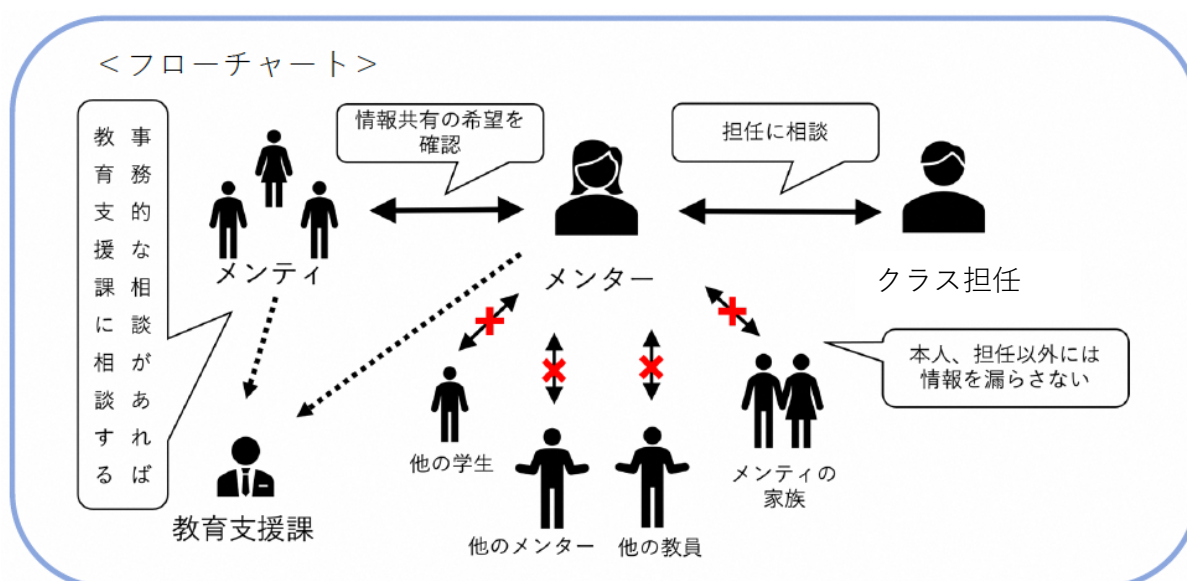 ＜フローチャート＞
事務的な相談があれば
教育支援課に相談する
情報共有の希望を
確認
担任に相談
メンティ
メンター
クラス担任
本人、担任以外には
情報を漏らさない
他の学生
メンティの
家族
教育支援課
他のメンター
他の教員